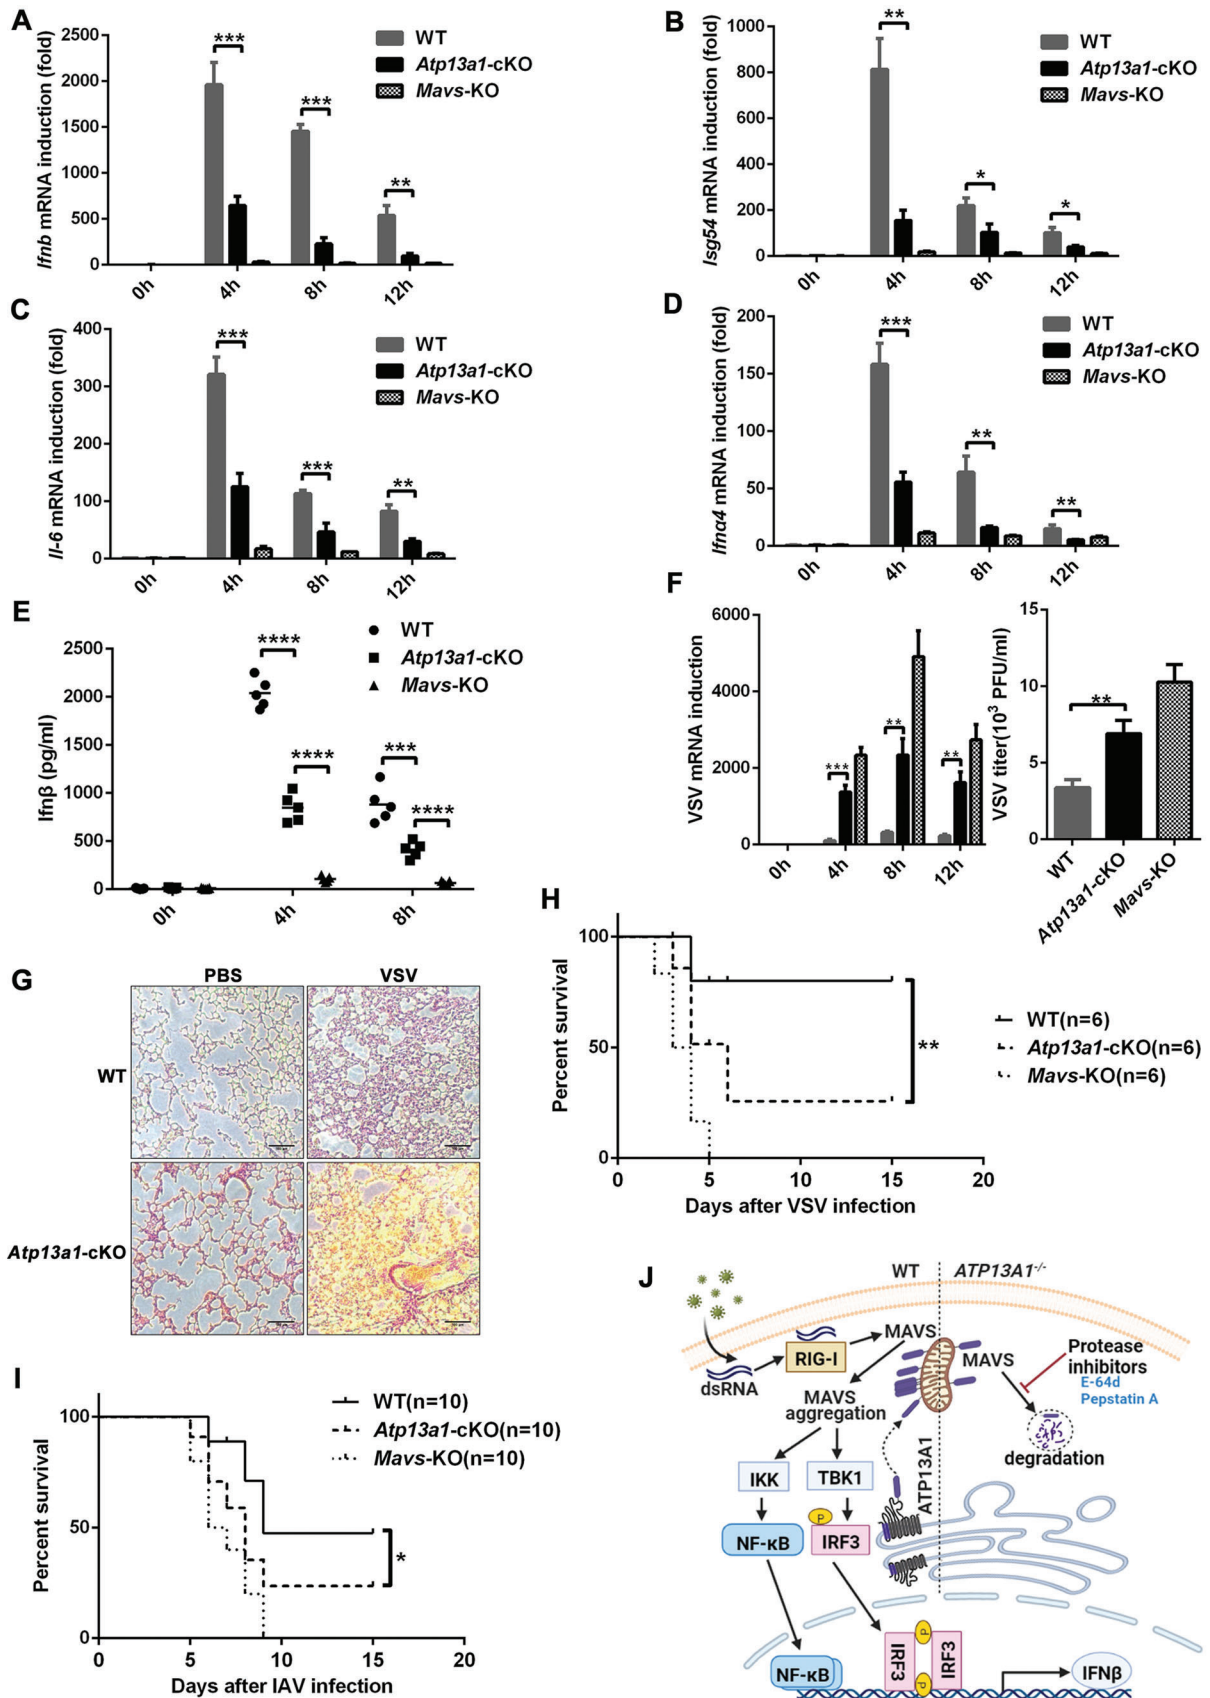 A
Ifnb mRNA induction (fold)
2500
2000
1500
1000
500
0
0h
4h
8h
12h
***
***
**
WT
Atp13a1-cKO
Mavs-KO
B
Isg54 mRNA induction (fold)
1000
800
600
400
200
0
0h
4h
8h
12h
**
*
*
WT
Atp13a1-cKO
Mavs-KO
C
Il-6 mRNA induction (fold)
400
300
200
100
0
0h
4h
8h
12h
***
***
**
WT
Atp13a1-cKO
Mavs-KO
D
Ifnα4 mRNA induction (fold)
200
150
100
50
0
0h
4h
8h
12h
***
**
**
WT
Atp13a1-cKO
Mavs-KO
E
Ifnβ (pg/ml)
2500
2000
1500
1000
500
0
0h
4h
8h
****
****
***
****
WT
Atp13a1-cKO
Mavs-KO
F
VSV mRNA induction
6000
4000
2000
0
0h
4h
8h
12h
***
**
**
VSV titer(10³ PFU/ml)
15
10
5
0
**
WT
Atp13a1-cKO
Mavs-KO
G
PBS
VSV
WT
Atp13a1-cKO
H
Percent survival
100
50
0
0
5
10
15
20
Days after VSV infection
**
WT(n=6)
Atp13a1-cKO(n=6)
Mavs-KO(n=6)
I
Percent survival
100
50
0
0
5
10
15
20
Days after IAV infection
*
WT(n=10)
Atp13a1-cKO(n=10)
Mavs-KO(n=10)
J
WT
ATP13A1-/-
MAVS
RIG-I
dsRNA
MAVS
aggregation
MAVS
Protease
inhibitors
E-64d
Pepstatin A
degradation
IKK
TBK1
ATP13A1
P
NF-κB
IRF3
NF-κB
IRF3
P
P
IRF3
IFNβ